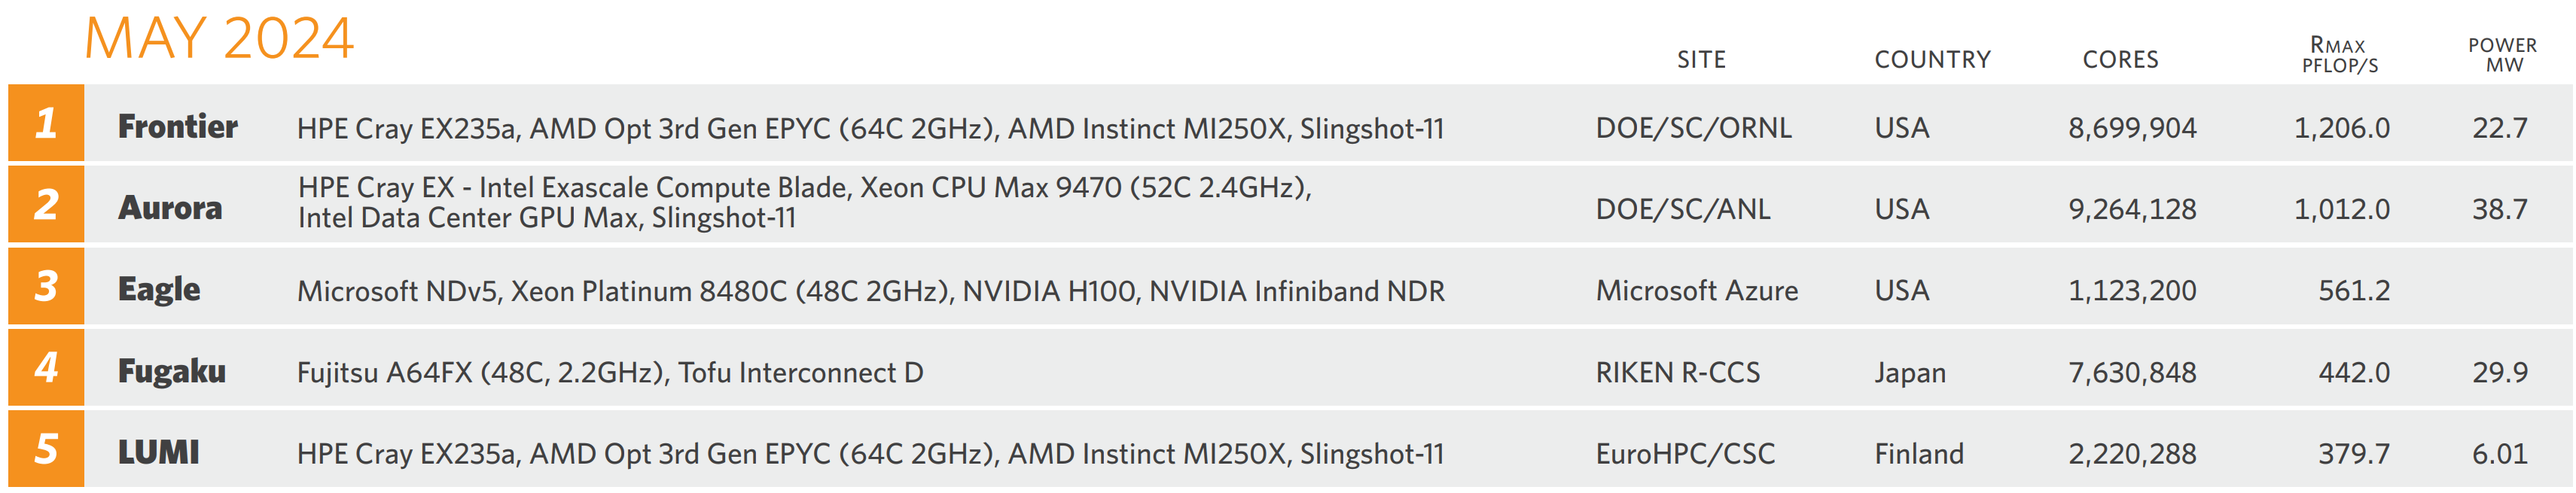 MAY 2024
SITE COUNTRY CORES RMAX PFLOP/S POWER MW
1 Frontier HPE Cray EX235a, AMD Opt 3rd Gen EPYC (64C 2GHz), AMD Instinct MI250X, Slingshot-11 DOE/SC/ORNL USA 8,699,904 1,206.0 22.7
2 Aurora HPE Cray EX - Intel Exascale Compute Blade, Xeon CPU Max 9470 (52C 2.4GHz),
Intel Data Center GPU Max, Slingshot-11 DOE/SC/ANL USA 9,264,128 1,012.0 38.7
3 Eagle Microsoft NDv5, Xeon Platinum 8480C (48C 2GHz), NVIDIA H100, NVIDIA Infiniband NDR Microsoft Azure USA 1,123,200 561.2
4 Fugaku Fujitsu A64FX (48C, 2.2GHz), Tofu Interconnect D RIKEN R-CCS Japan 7,630,848 442.0 29.9
5 LUMI HPE Cray EX235a, AMD Opt 3rd Gen EPYC (64C 2GHz), AMD Instinct MI250X, Slingshot-11 EuroHPC/CSC Finland 2,220,288 379.7 6.01